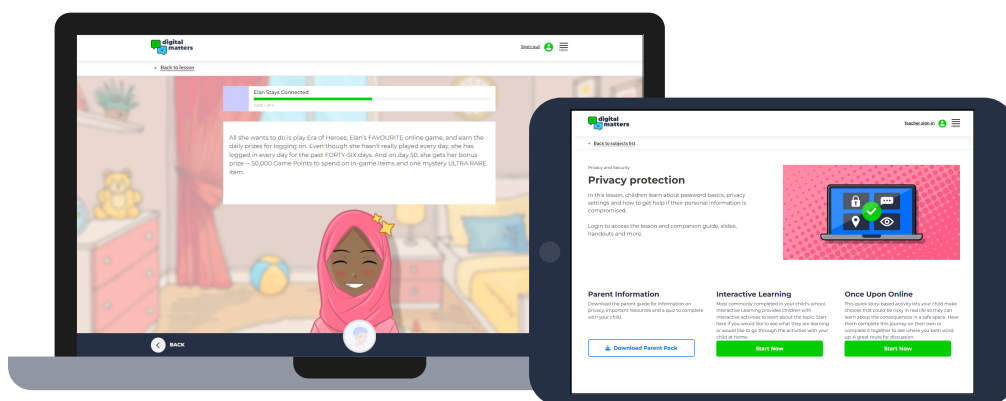 digital
matters
Sign out
MENU
Back to lesson
Elan Stays Connected
All she wants to do is play Era of Heroes, Elan's FAVOURITE online game, and earn the
daily prizes for logging on. Even though she hasn't really played every day, she has
logged in every day for the past FORTY-SIX days. And on day 50, she gets her bonus
prize -- 50,000 Game Points to spend on in-game items and one mystery ULTRA RARE
item.
BACK
digital
matters
Teacher sign in
MENU
Back to subjects list
Privacy and Security
Privacy protection
In this lesson, children learn about password basics, privacy
settings and how to get help if their personal information is
compromised.
Login to access the lesson and companion guide, slides,
handouts and more.
Parent Information
Download the parent guide for information on
privacy, important resources and a quiz to complete
with your child.
Download Parent Pack
Interactive Learning
Most commonly completed in your child's school,
Interactive Learning provides children with
interactive activities to learn about the topic. Start
here if you would like to see what they are learning
or would like to go through the activities with your
child at home.
Start Now
Once Upon Online
This quick story-based activity lets your child make
choices that could be risky in real life so they can
learn about the consequences in a safe space. Have
them complete this journey on their own or
complete it together to see where you both wind
up. A great route for discussion.
Start Now